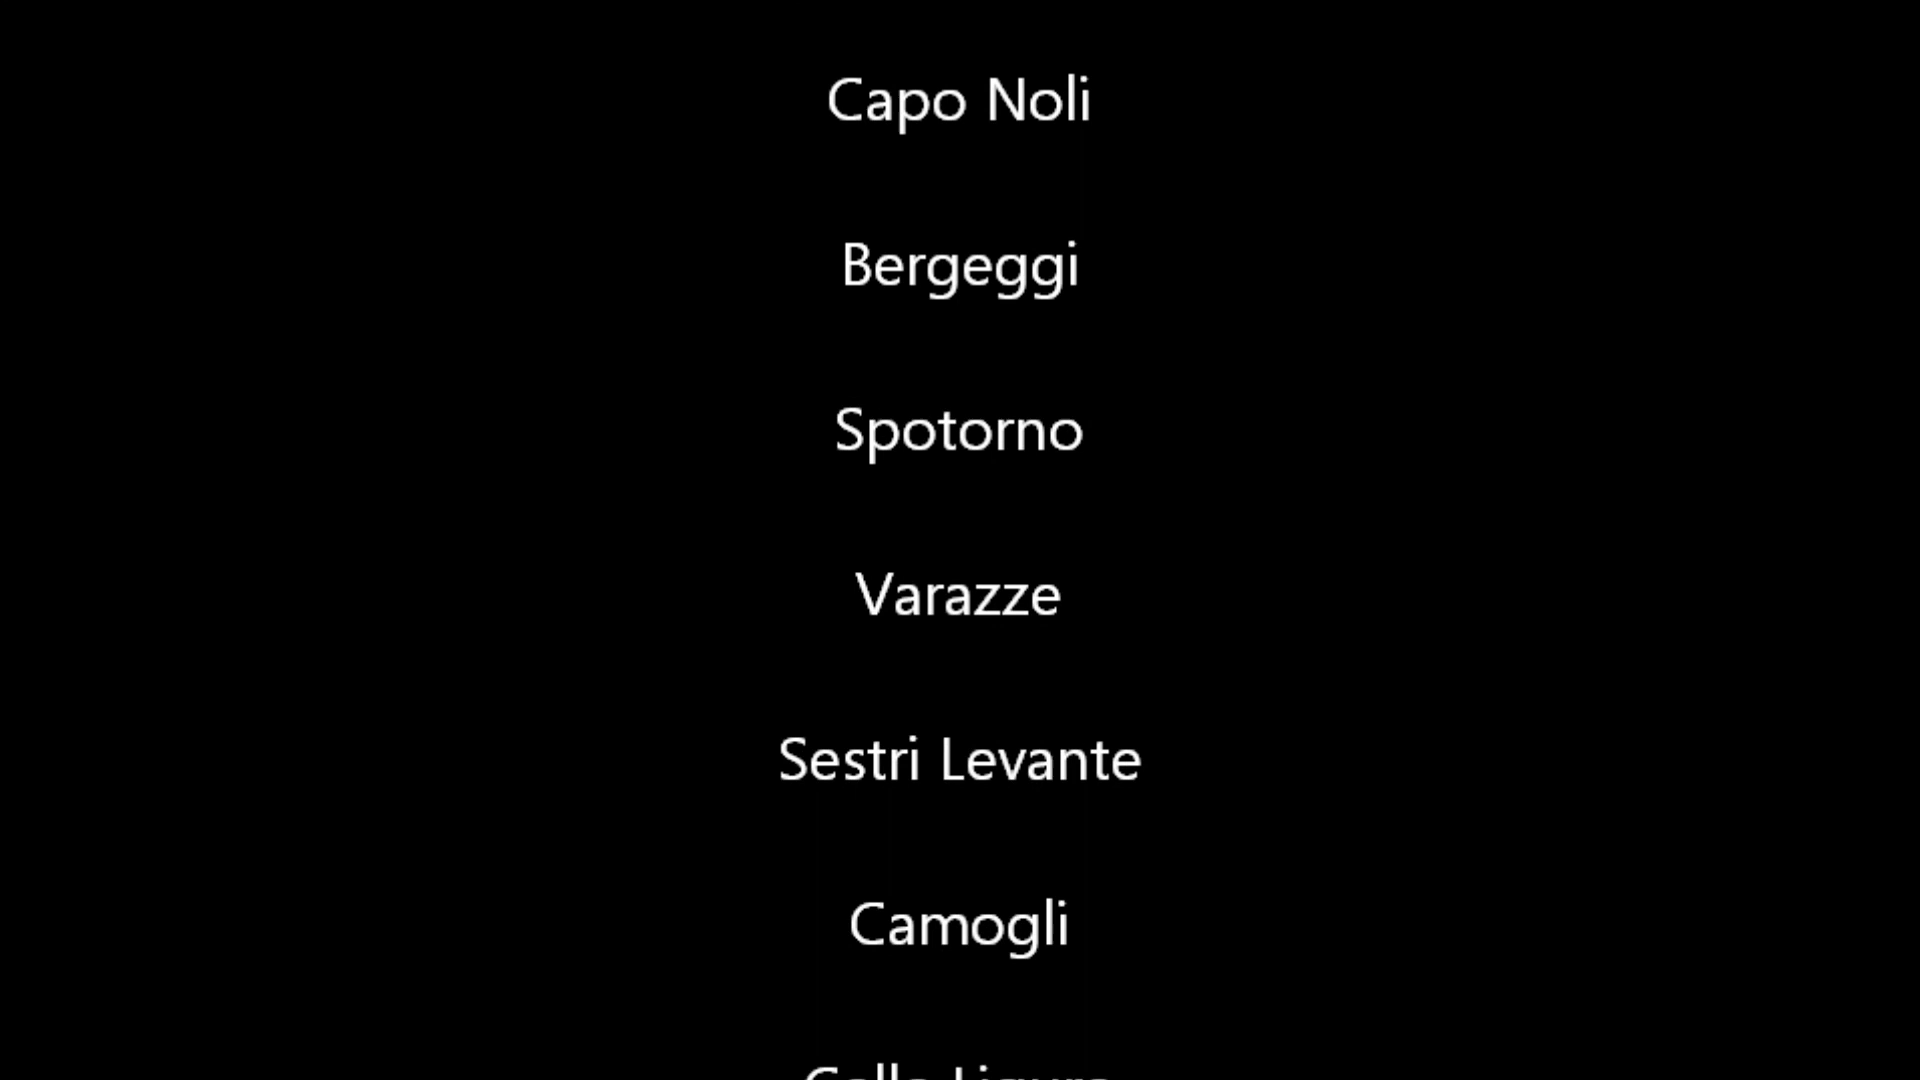 Capo Noli
Bergeggi
Spotorno
Varazze
Sestri Levante
Camogli